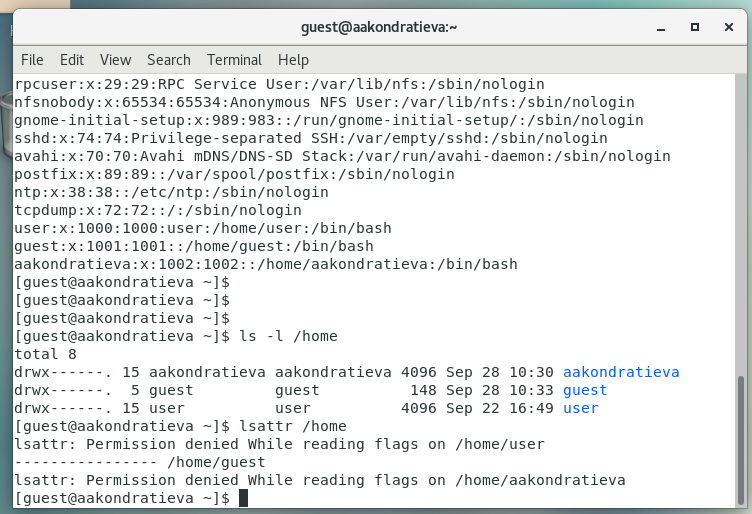 guest@aakondratieva:~
File Edit View Search Terminal Help
rpcuser:x:29:29:RPC Service User:/var/lib/nfs:/sbin/nologin
nfsnobody:x:65534:65534:Anonymous NFS User:/var/lib/nfs:/sbin/nologin
gnome-initial-setup:x:989:983::/run/gnome-initial-setup/:/sbin/nologin
sshd:x:74:74:Privilege-separated SSH:/var/empty/sshd:/sbin/nologin
avahi:x:70:70:Avahi mDNS/DNS-SD Stack:/var/run/avahi-daemon:/sbin/nologin
postfix:x:89:89::/var/spool/postfix:/sbin/nologin
ntp:x:38:38::/etc/ntp:/sbin/nologin
tcpdump:x:72:72::/:/sbin/nologin
user:x:1000:1000:user:/home/user:/bin/bash
guest:x:1001:1001::/home/guest:/bin/bash
aakondratieva:x:1002:1002::/home/aakondratieva:/bin/bash
[guest@aakondratieva ~]$
[guest@aakondratieva ~]$
[guest@aakondratieva ~]$
[guest@aakondratieva ~]$ ls -l /home
total 8
drwx------. 15 aakondratieva aakondratieva 4096 Sep 28 10:30 aakondratieva
drwx------.  5 guest         guest          148 Sep 28 10:33 guest
drwx------. 15 user          user          4096 Sep 22 16:49 user
[guest@aakondratieva ~]$ lsattr /home
lsattr: Permission denied While reading flags on /home/user
---------------- /home/guest
lsattr: Permission denied While reading flags on /home/aakondratieva
[guest@aakondratieva ~]$